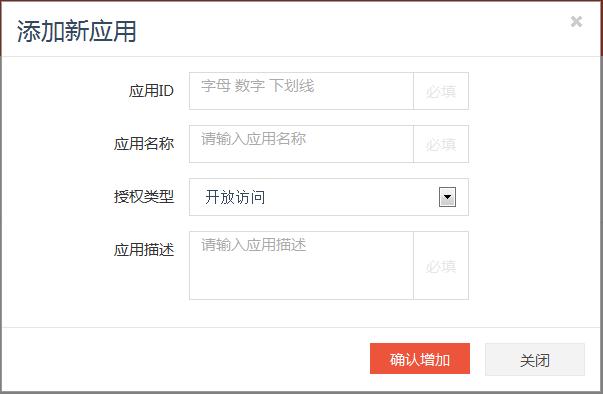 添加新应用
应用ID 字母 数字 下划线 必填
应用名称 请输入应用名称 必填
授权类型 开放访问
应用描述 请输入应用描述 必填
确认增加 关闭